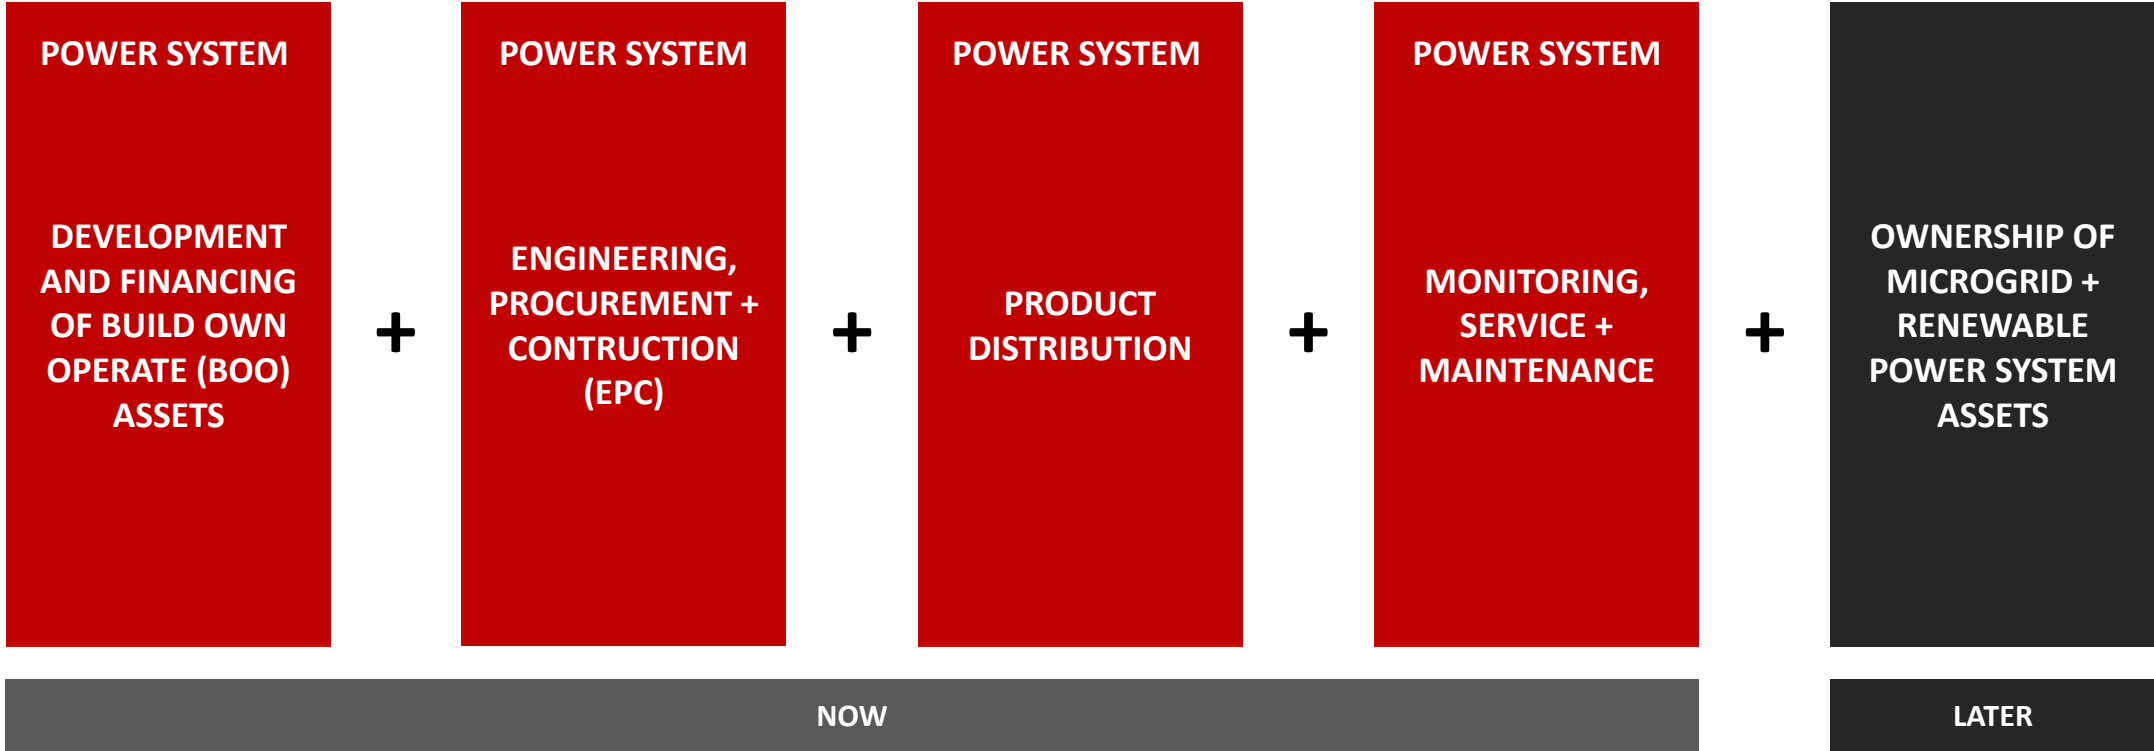 POWER SYSTEM
DEVELOPMENT
AND FINANCING
OF BUILD OWN
OPERATE (BOO)
ASSETS
+
POWER SYSTEM
ENGINEERING,
PROCUREMENT +
CONTRUCTION
(EPC)
+
POWER SYSTEM
PRODUCT
DISTRIBUTION
+
POWER SYSTEM
MONITORING,
SERVICE +
MAINTENANCE
+
OWNERSHIP OF
MICROGRID +
RENEWABLE
POWER SYSTEM
ASSETS
NOW
LATER